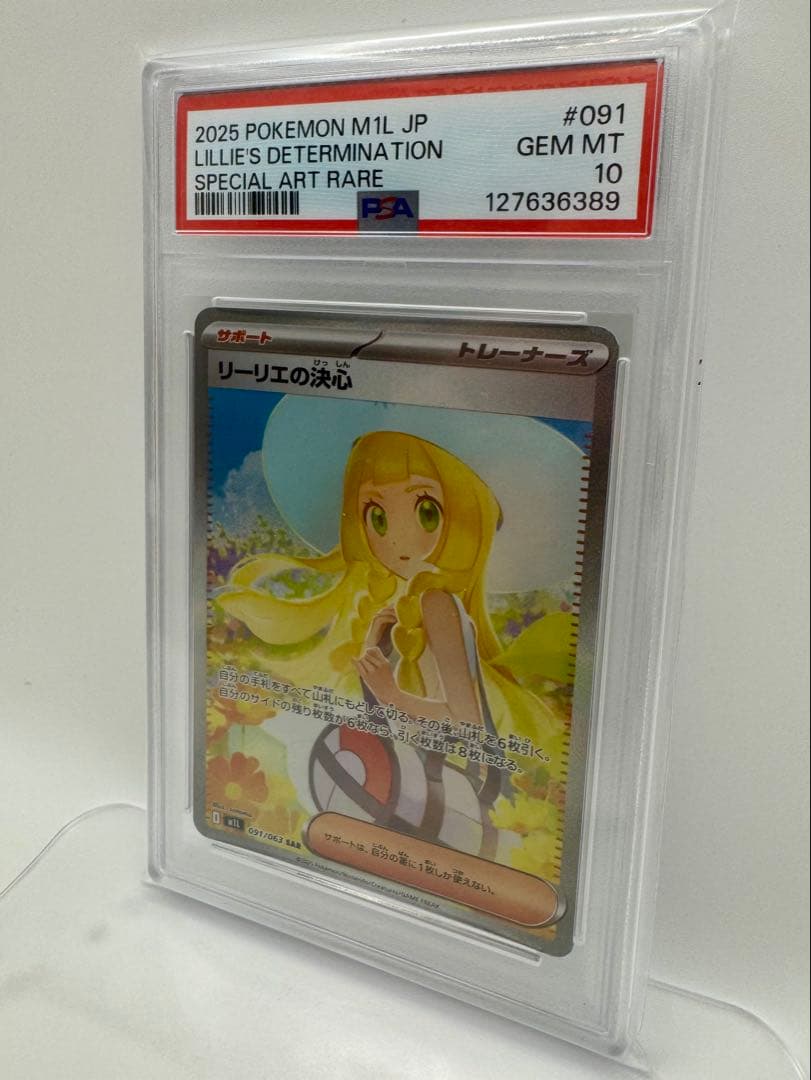 2025 POKEMON M1L JP #091
LILLIE'S DETERMINATION GEM MT
SPECIAL ART RARE 10
PSA 127636389
サポート トレーナーズ
けっ しん
リーリエの決心
自分の手札をすべて山札にもどして切る。その後、山札を6枚引く。
自分のサイドの残り枚数が6枚なら、引く枚数は8枚になる。
サポートは、自分の番に1枚しか使えない。
M1L 091/063 SAR